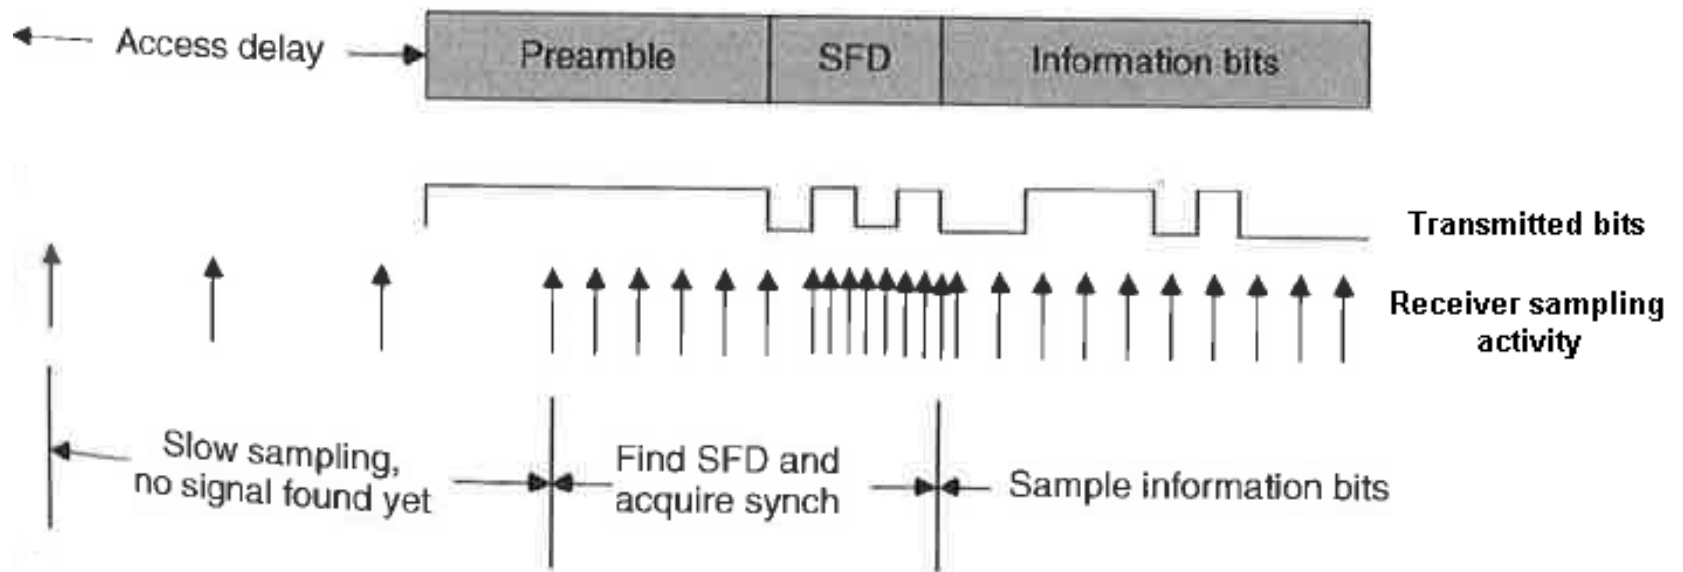 Access delay
Preamble
SFD
Information bits
Transmitted bits
Receiver sampling
activity
Slow sampling,
no signal found yet
Find SFD and
acquire synch
Sample information bits